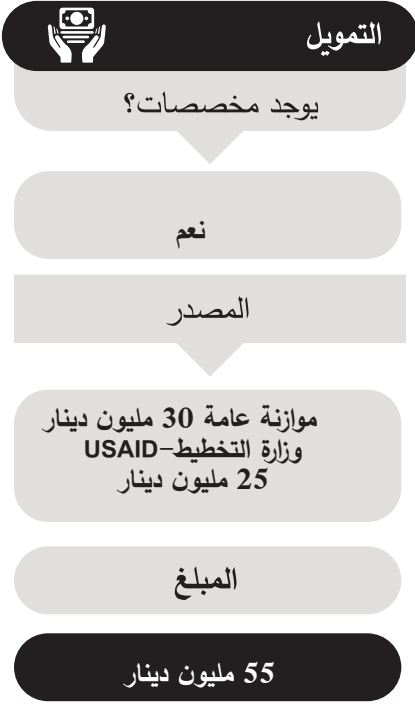 التمويل
يوجد مخصصات؟
نعم
المصدر
موازنة عامة 30 مليون دينار
وزارة التخطيط-USAID
25 مليون دينار
المبلغ
55 مليون دينار